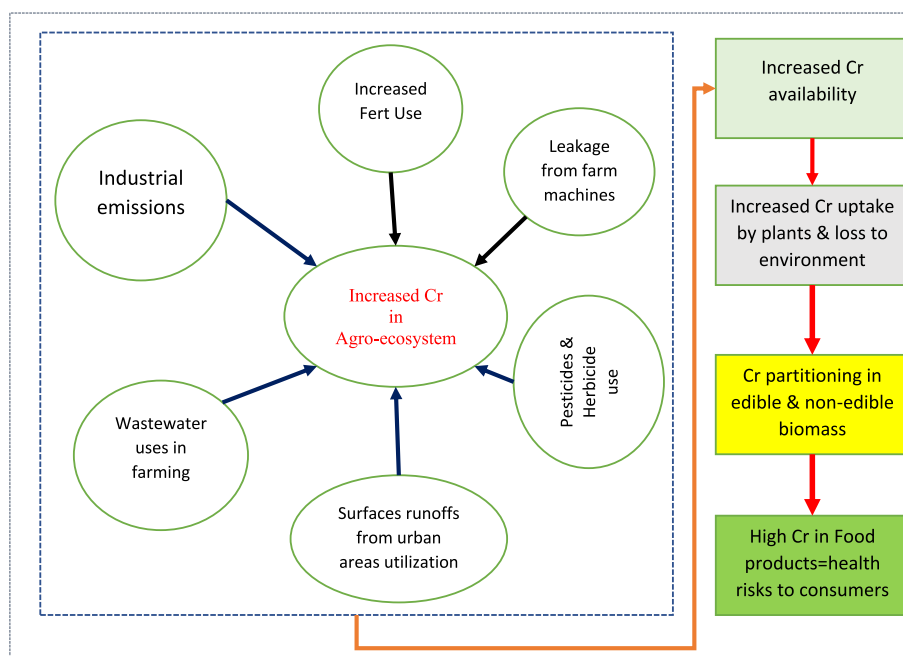 Increased
Fert Use
Leakage
from farm
machines
Industrial
emissions
Increased Cr
in
Agro-ecosystem
Pesticides &
Herbicide
use
Wastewater
uses in
farming
Surfaces runoffs
from urban
areas utilization
Increased Cr
availability
Increased Cr uptake
by plants & loss to
environment
Cr partitioning in
edible & non-edible
biomass
High Cr in Food
products=health
risks to consumers